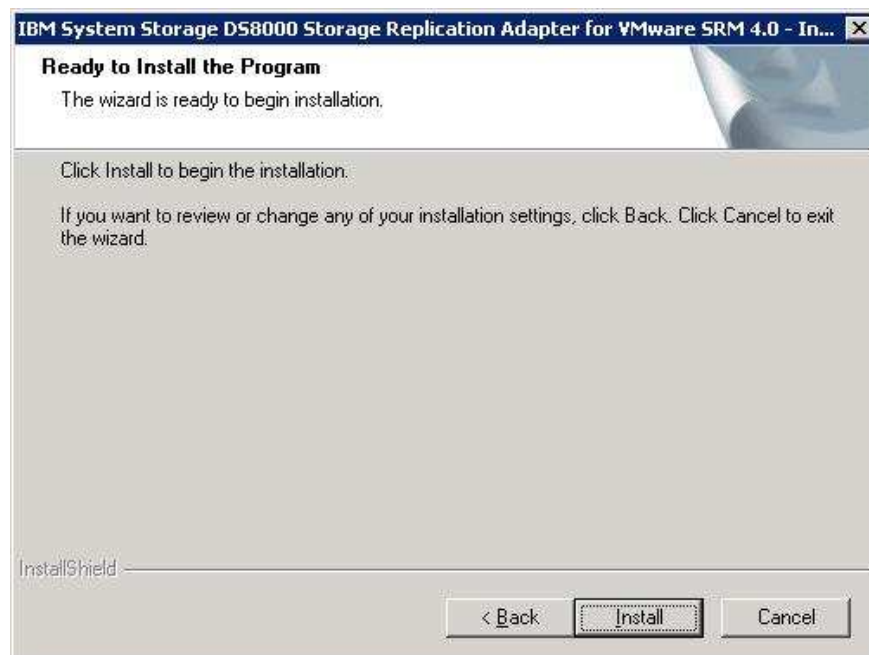 IBM System Storage DS8000 Storage Replication Adapter for VMware SRM 4.0 - In...
Ready to Install the Program
The wizard is ready to begin installation.
Click Install to begin the installation.
If you want to review or change any of your installation settings, click Back. Click Cancel to exit
the wizard.
InstallShield
< Back
Install
Cancel